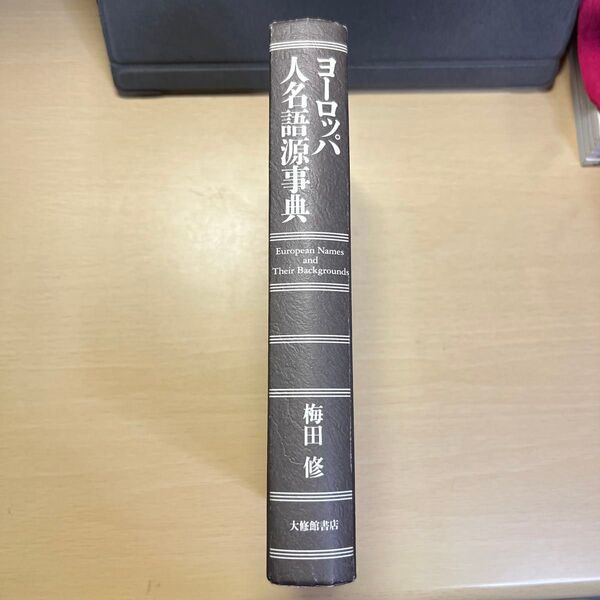 ヨーロッパ
人名語源事典
European Names
and
Their Backgrounds
梅田 修
大修館書店